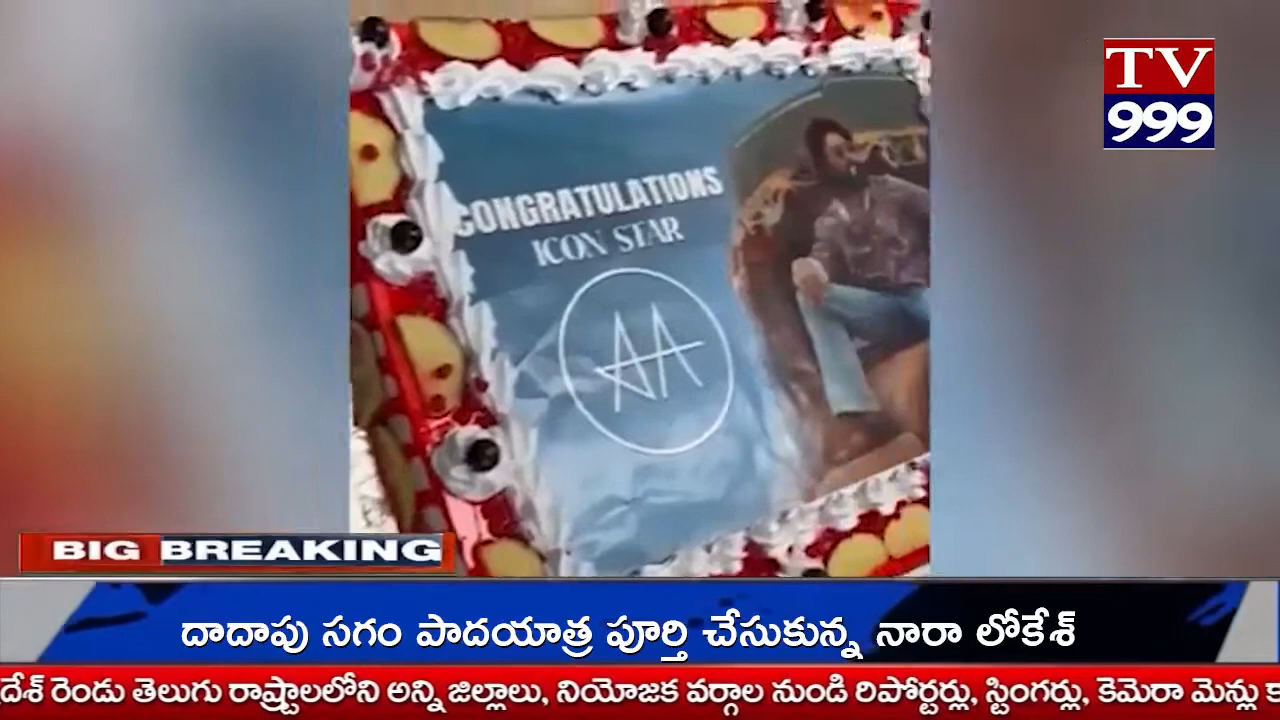 TV
999
CONGRATULATIONS
ICON STAR
AA
BIG BREAKING
దాదాపు సగం పాదయాత్ర పూర్తి చేసుకున్న నారా లోకేశ్
దేశ్ రెండు తెలుగు రాష్ట్రాలలోని అన్ని జిల్లాలు, నియోజక వర్గాల నుండి రిపోర్టర్లు, స్టింగర్లు, కెమెరా మెన్లు